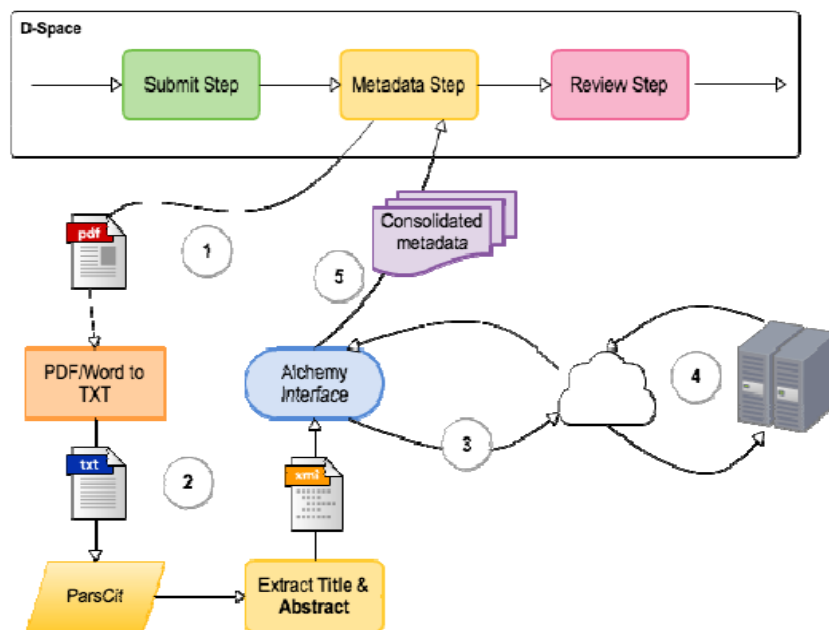 D-Space
Submit Step
Metadata Step
Review Step
Consolidated
metadata
pdf
1
5
PDF/Word to
TXT
Alchemy
Interface
4
3
txt
2
xml
ParsCit
Extract Title &
Abstract